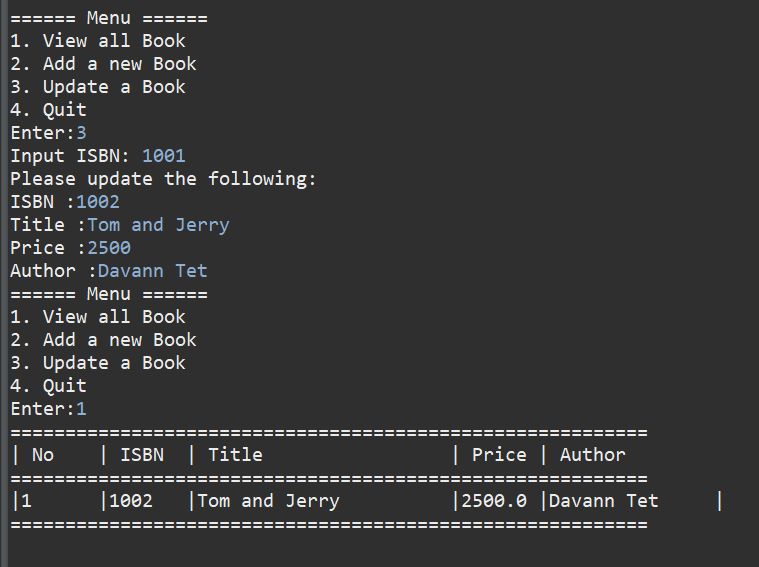 ====== Menu ======
1. View all Book
2. Add a new Book
3. Update a Book
4. Quit
Enter:3
Input ISBN: 1001
Please update the following:
ISBN :1002
Title :Tom and Jerry
Price :2500
Author :Davann Tet
====== Menu ======
1. View all Book
2. Add a new Book
3. Update a Book
4. Quit
Enter:1
==========================================================
| No    | ISBN  | Title                 | Price | Author
==========================================================
|1      |1002   |Tom and Jerry          |2500.0 |Davann Tet     |
==========================================================